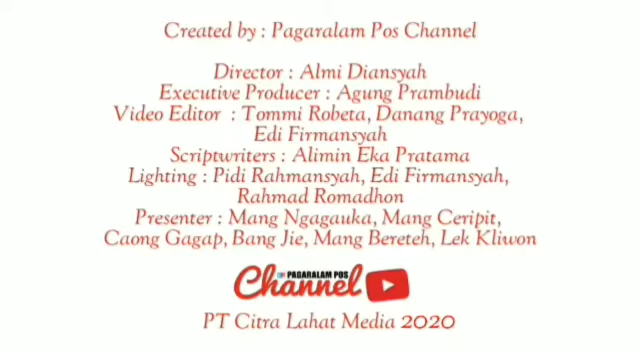 Created by : Pagaralam Pos Channel
Director : Almi Diansyah
Executive Producer : Agung Prambudi
Video Editor : Tommi Robeta, Danang Prayoga,
Edi Firmansyah
Scriptwriters : Alimin Eka Pratama
Lighting : Pidi Rahmansyah, Edi Firmansyah,
Rahmad Romadhon
Presenter : Mang Ngagauka, Mang Ceripit,
Caong Gagap, Bang Jie, Mang Bereteh, Lek Kliwon
PAGARALAM POS
Channel
PT Citra Lahat Media 2020